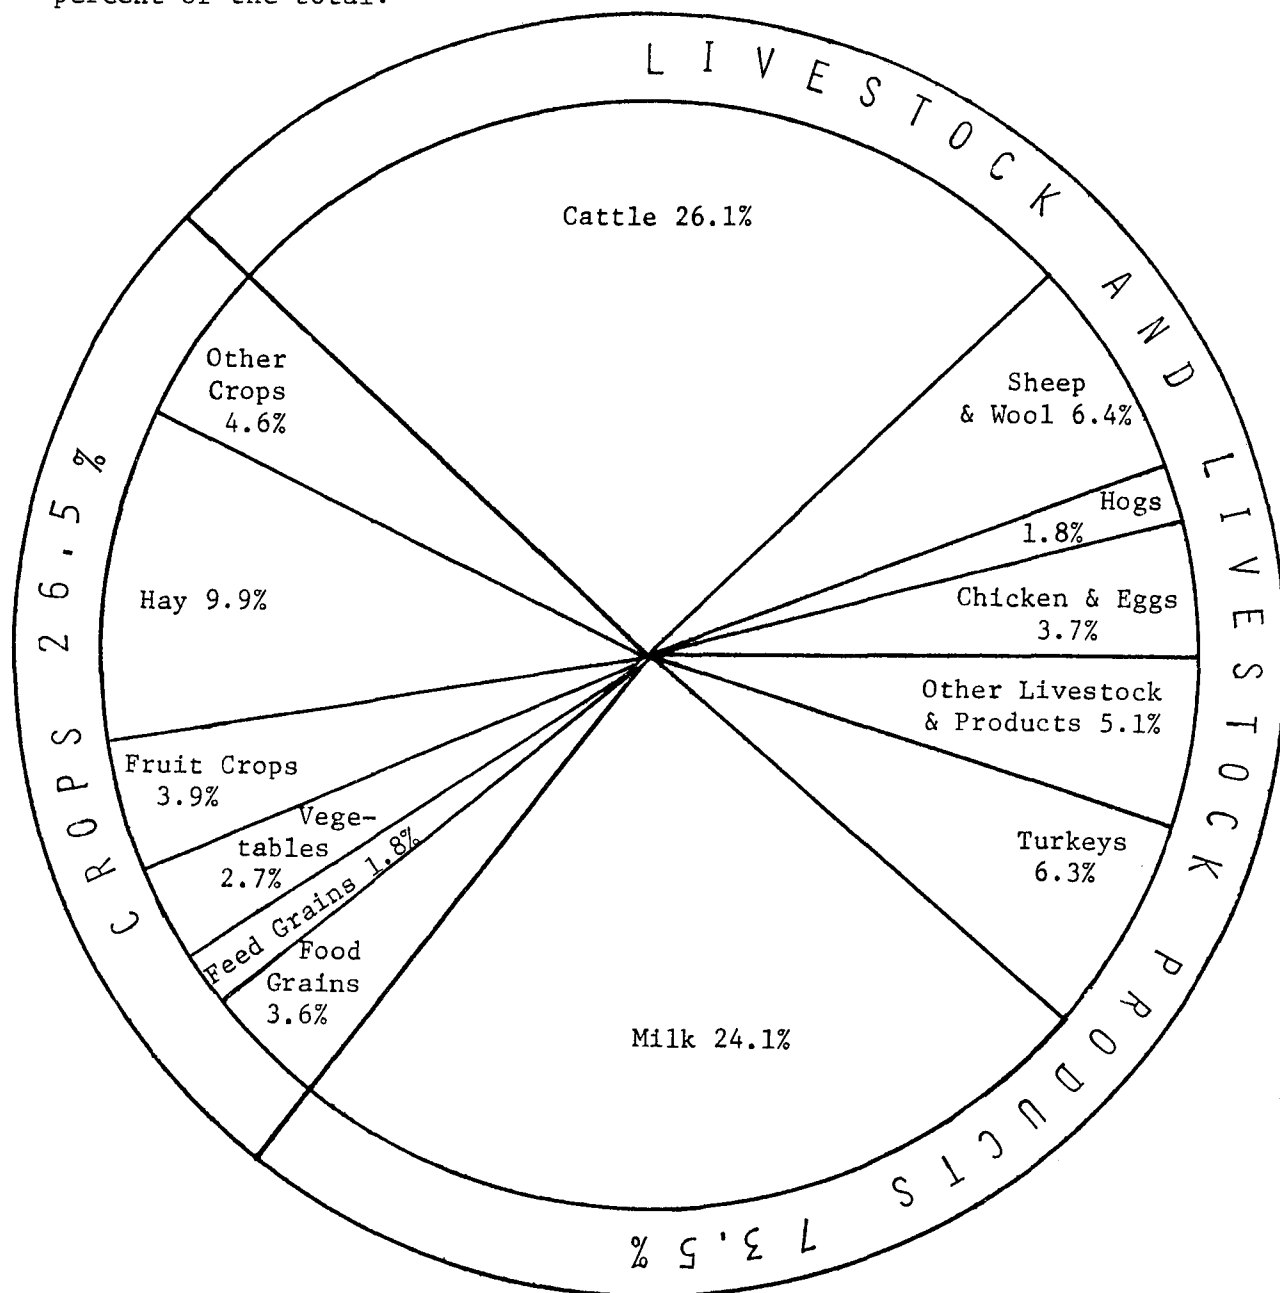 percent of the total.
LIVESTOCK AND LIVESTOCK PRODUCTS 73.5%
CROPS 26.5%
Cattle 26.1%
Sheep
& Wool 6.4%
Hogs
1.8%
Chicken & Eggs
3.7%
Other Livestock
& Products 5.1%
Turkeys
6.3%
Milk 24.1%
Food
Grains
3.6%
Feed Grains 1.8%
Vege-
tables
2.7%
Fruit Crops
3.9%
Hay 9.9%
Other
Crops
4.6%